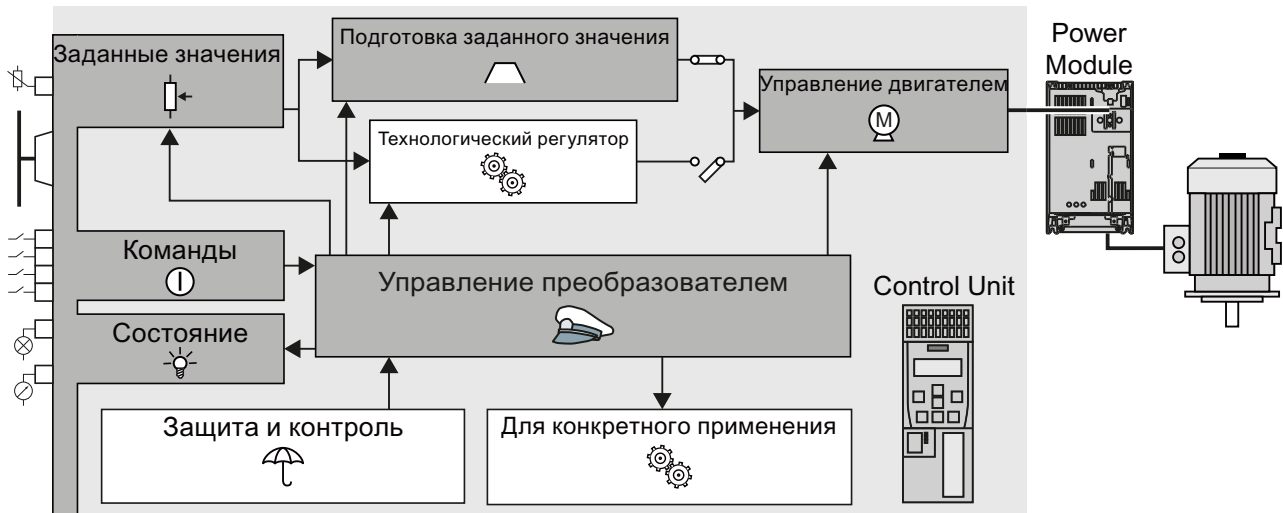 Заданные значения
Подготовка заданного значения
Технологический регулятор
Управление двигателем
M
Power
Module
Команды
I
Состояние
Управление преобразователем
Control Unit
Защита и контроль
Для конкретного применения